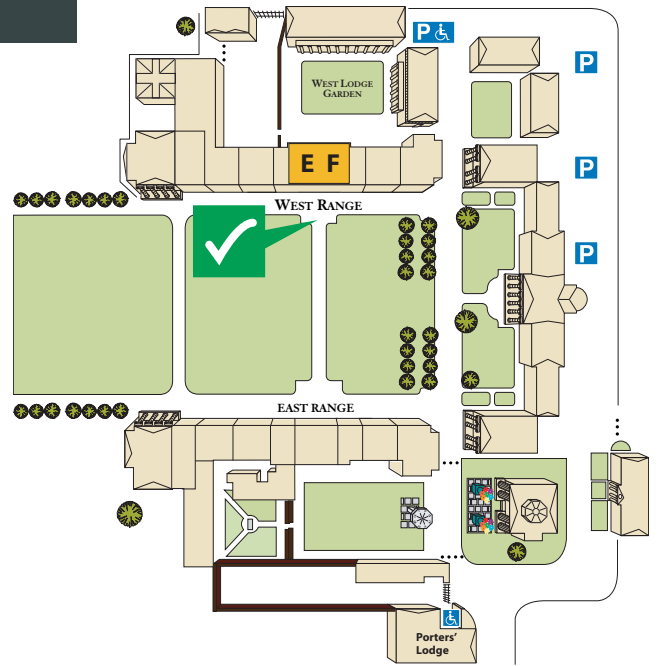 P
WEST LODGE
GARDEN
P
E F
P
WEST RANGE
P
EAST RANGE
Porters'
Lodge